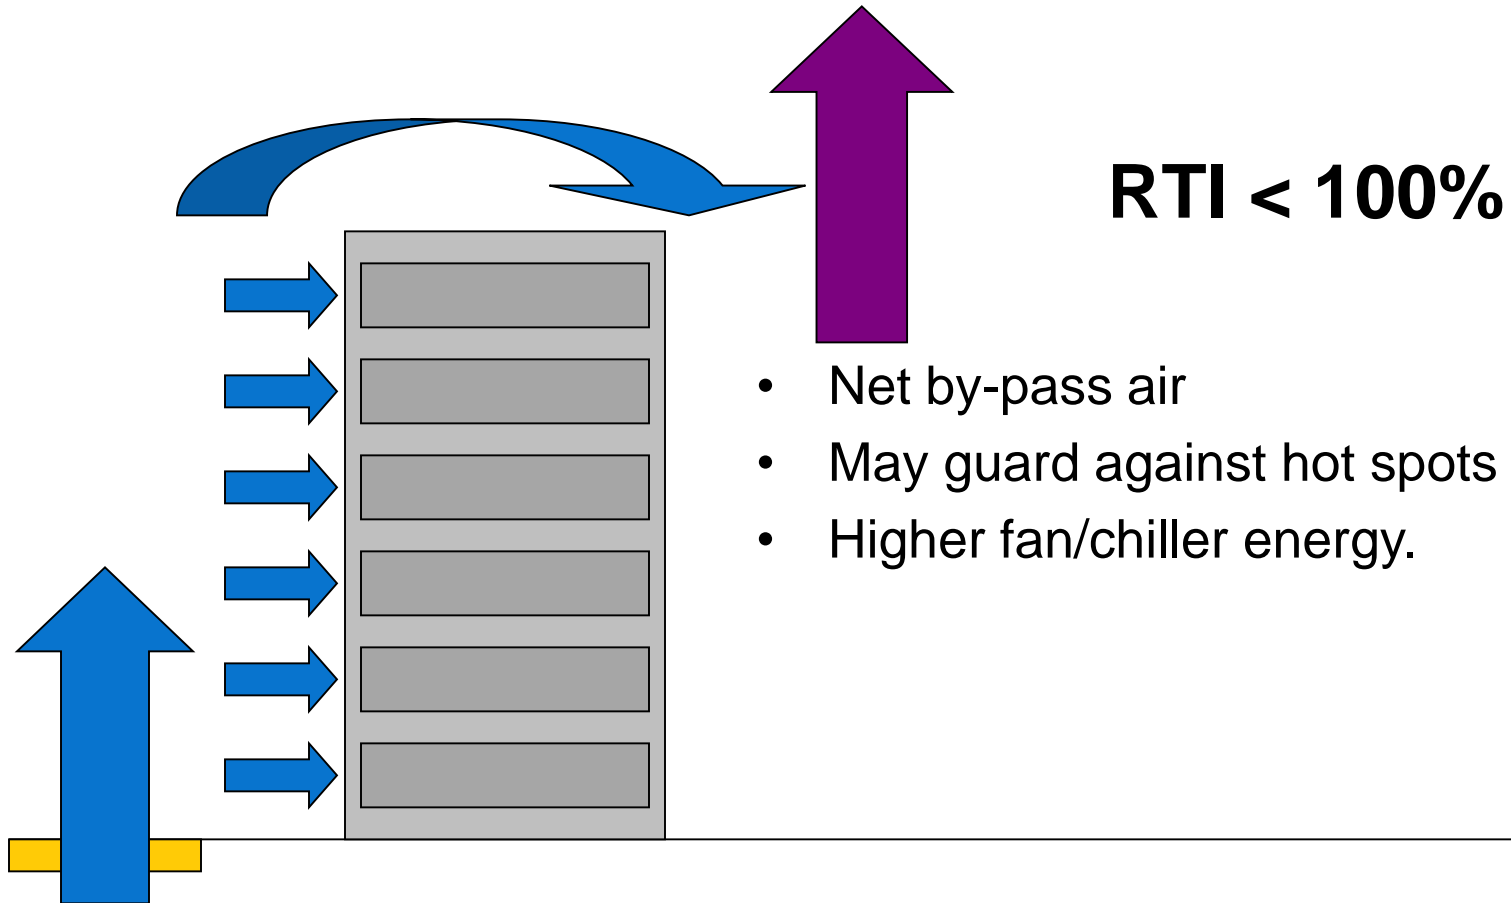 RTI < 100%
• Net by-pass air
• May guard against hot spots
• Higher fan/chiller energy.